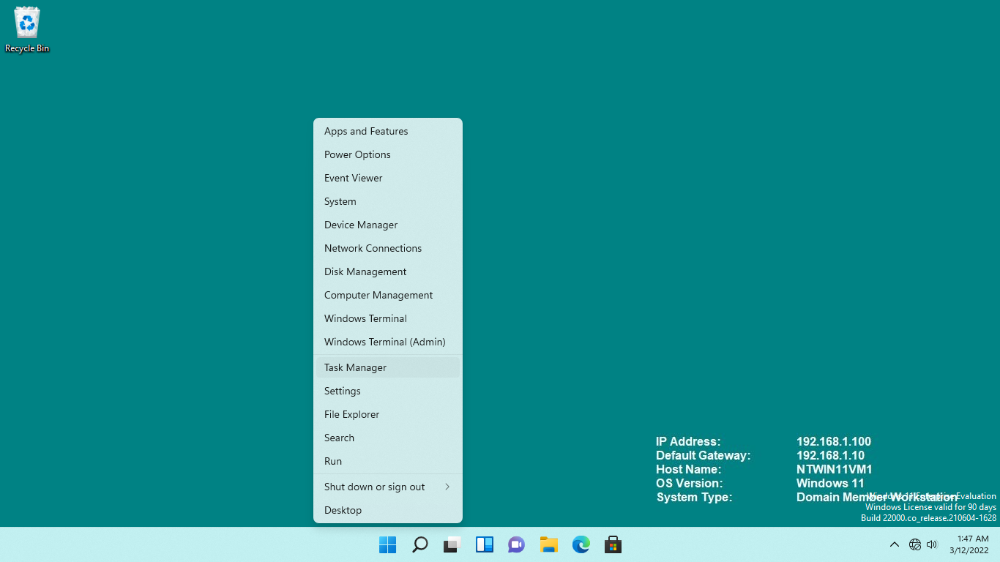 Recycle Bin
Apps and Features
Power Options
Event Viewer
System
Device Manager
Network Connections
Disk Management
Computer Management
Windows Terminal
Windows Terminal (Admin)
Task Manager
Settings
File Explorer
Search
Run
Shut down or sign out
Desktop
IP Address: 192.168.1.100
Default Gateway: 192.168.1.10
Host Name: NTWIN11VM1
OS Version: Windows 11
System Type: Domain Member Workstation
Windows 11 Enterprise Evaluation
Windows License valid for 90 days
Build 22000.co_release.210604-1628
1:47 AM
3/12/2022